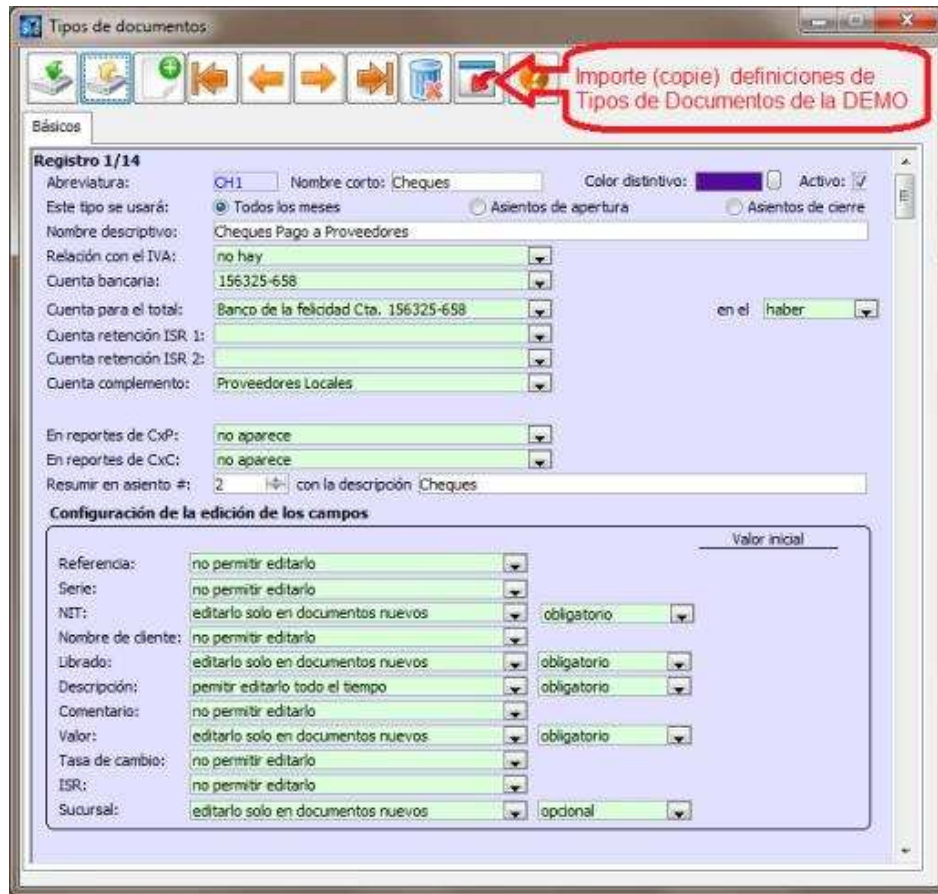 Tipos de documentos
Importe (copie) definiciones de
Tipos de Documentos de la DEMO
Básicos
Registro 1/14
Abreviatura: CH1 Nombre corto: Cheques Color distintivo: Activo:
Este tipo se usará: Todos los meses Asientos de apertura Asientos de cierre
Nombre descriptivo: Cheques Pago a Proveedores
Relación con el IVA: no hay
Cuenta bancaria: 156325-658
Cuenta para el total: Banco de la felicidad Cta. 156325-658 en el haber
Cuenta retención ISR 1:
Cuenta retención ISR 2:
Cuenta complemento: Proveedores Locales
En reportes de CxP: no aparece
En reportes de CxC: no aparece
Resumir en asiento #: 2 con la descripción Cheques
Configuración de la edición de los campos
Valor inicial
Referencia: no permitir editarlo
Serie: no permitir editarlo
NIT: editarlo solo en documentos nuevos obligatorio
Nombre de cliente: no permitir editarlo
Librado: editarlo solo en documentos nuevos obligatorio
Descripción: pemitir editarlo todo el tiempo obligatorio
Comentario: no permitir editarlo
Valor: editarlo solo en documentos nuevos obligatorio
Tasa de cambio: no permitir editarlo
ISR: no permitir editarlo
Sucursal: editarlo solo en documentos nuevos opcional